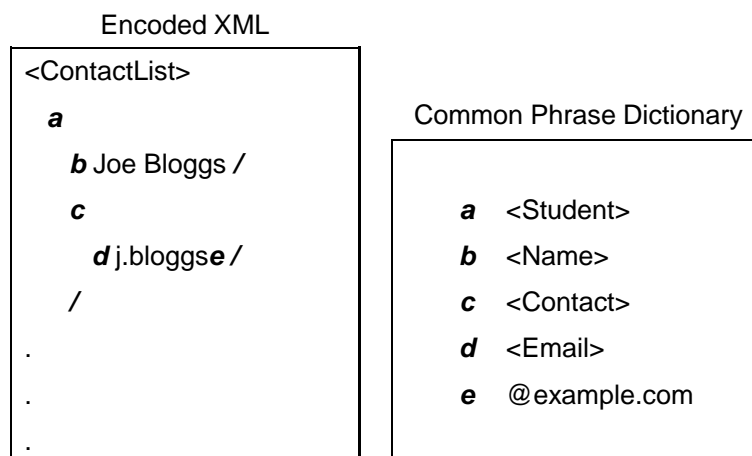 Encoded XML
<ContactList>
a
b Joe Bloggs /
c
d j.bloggse /
/
.
.
.
Common Phrase Dictionary
a <Student>
b <Name>
c <Contact>
d <Email>
e @example.com